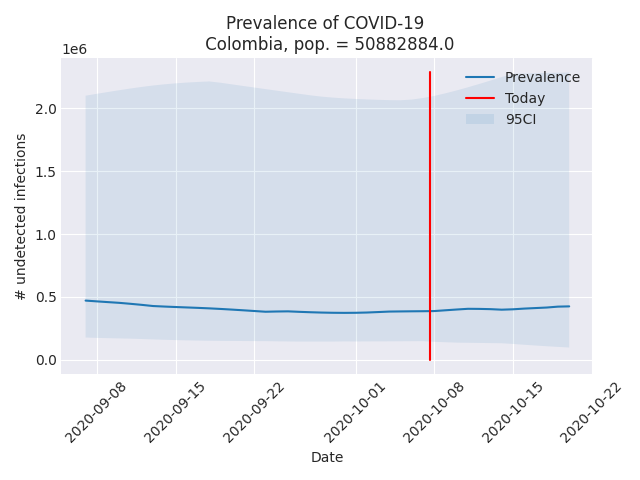 Prevalence of COVID-19
Colombia, pop. = 50882884.0
1e6
Prevalence
Today
95CI
2.0
1.5
1.0
0.5
0.0
# undetected infections
2020-09-08
2020-09-15
2020-09-22
2020-10-01
2020-10-08
2020-10-15
2020-10-22
Date